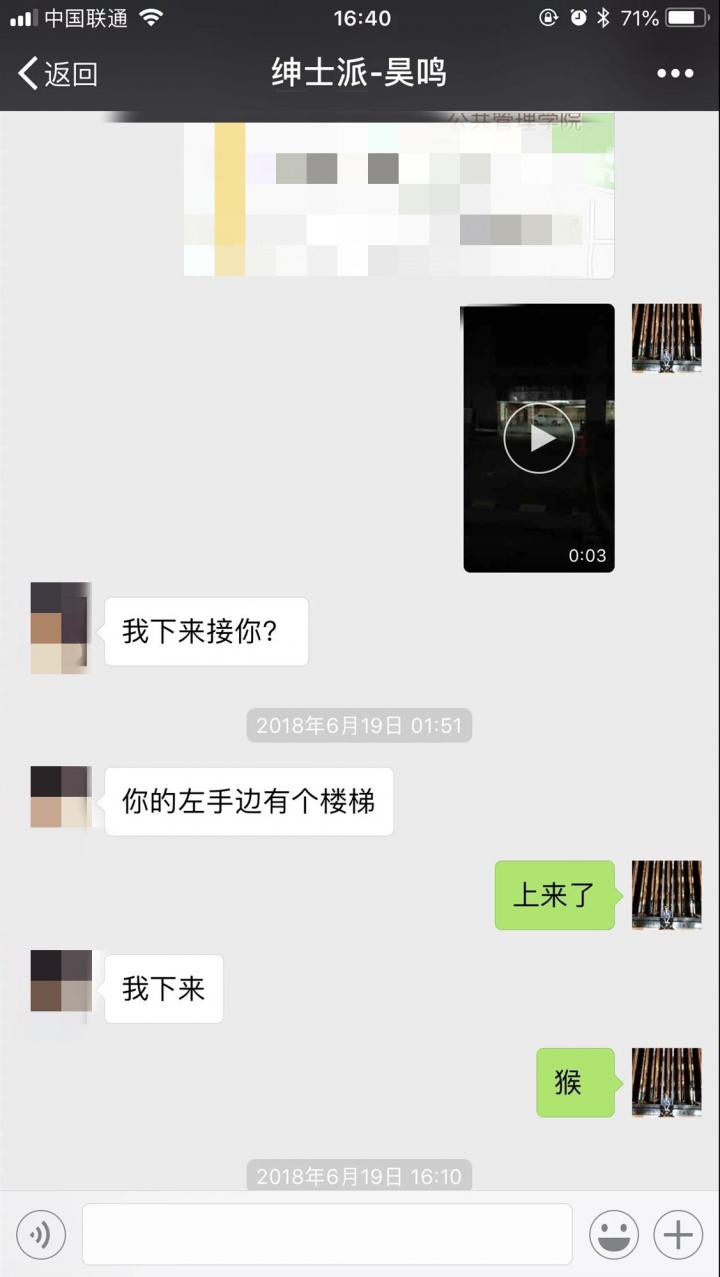 中国联通
16:40
71%
返回
绅士派-昊鸣
公共管理学院
0:03
我下来接你?
2018年6月19日 01:51
你的左手边有个楼梯
上来了
我下来
猴
2018年6月19日 16:10